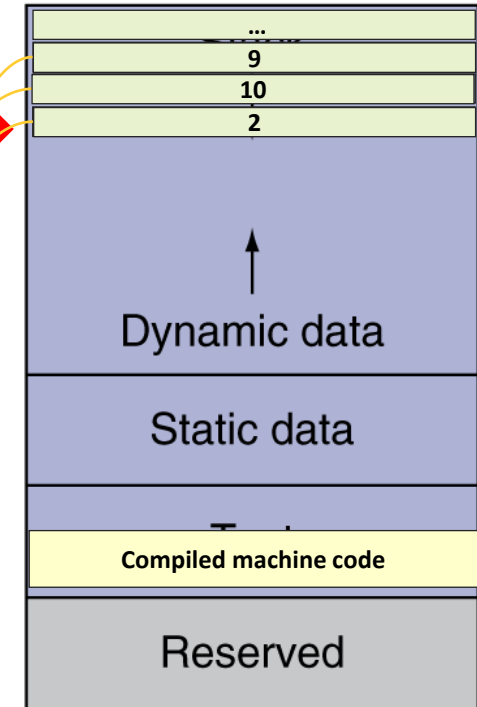 …
9
10
2
Dynamic data
Static data
Compiled machine code
Reserved